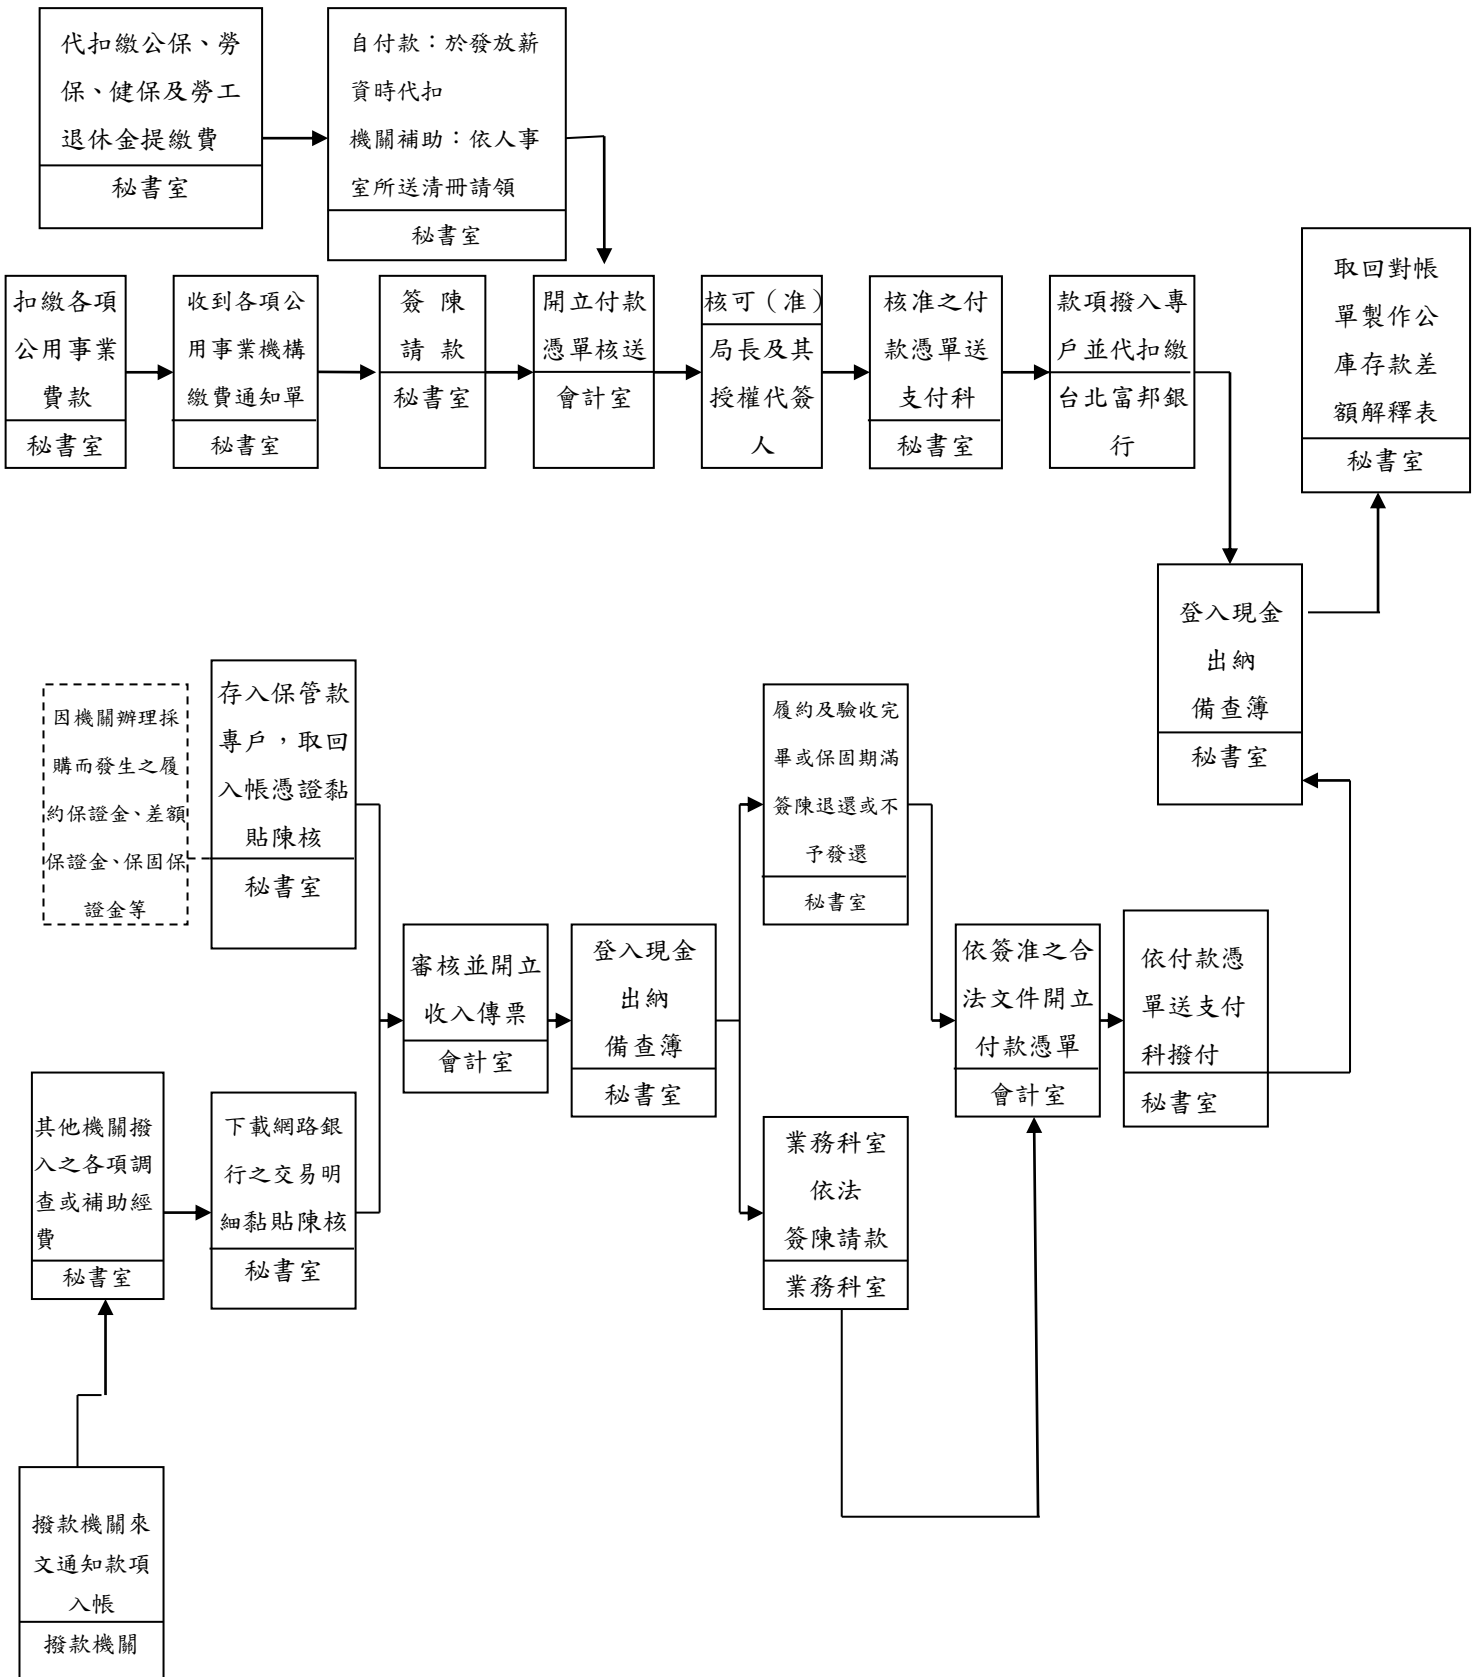 代扣繳公保、勞
保、健保及勞工
退休金提繳費
秘書室
自付款：於發放薪
資時代扣
機關補助：依人事
室所送清冊請領
秘書室
扣繳各項
公用事業
費款
秘書室
收到各項公
用事業機構
繳費通知單
秘書室
簽 陳
請 款
秘書室
開立付款
憑單核送
會計室
核可（准）
局長及其
授權代簽
人
核准之付
款憑單送
支付科
秘書室
款項撥入專
戶並代扣繳
台北富邦銀
行
取回對帳
單製作公
庫存款差
額解釋表
秘書室
登入現金
出納
備查簿
秘書室
因機關辦理採
購而發生之履
約保證金、差額
保證金、保固保
證金等
存入保管款
專戶，取回
入帳憑證黏
貼陳核
秘書室
審核並開立
收入傳票
會計室
登入現金
出納
備查簿
秘書室
履約及驗收完
畢或保固期滿
簽陳退還或不
予發還
秘書室
依簽准之合
法文件開立
付款憑單
會計室
依付款憑
單送支付
科撥付
秘書室
其他機關撥
入之各項調
查或補助經
費
秘書室
下載網路銀
行之交易明
細黏貼陳核
秘書室
業務科室
依法
簽陳請款
業務科室
撥款機關來
文通知款項
入帳
撥款機關